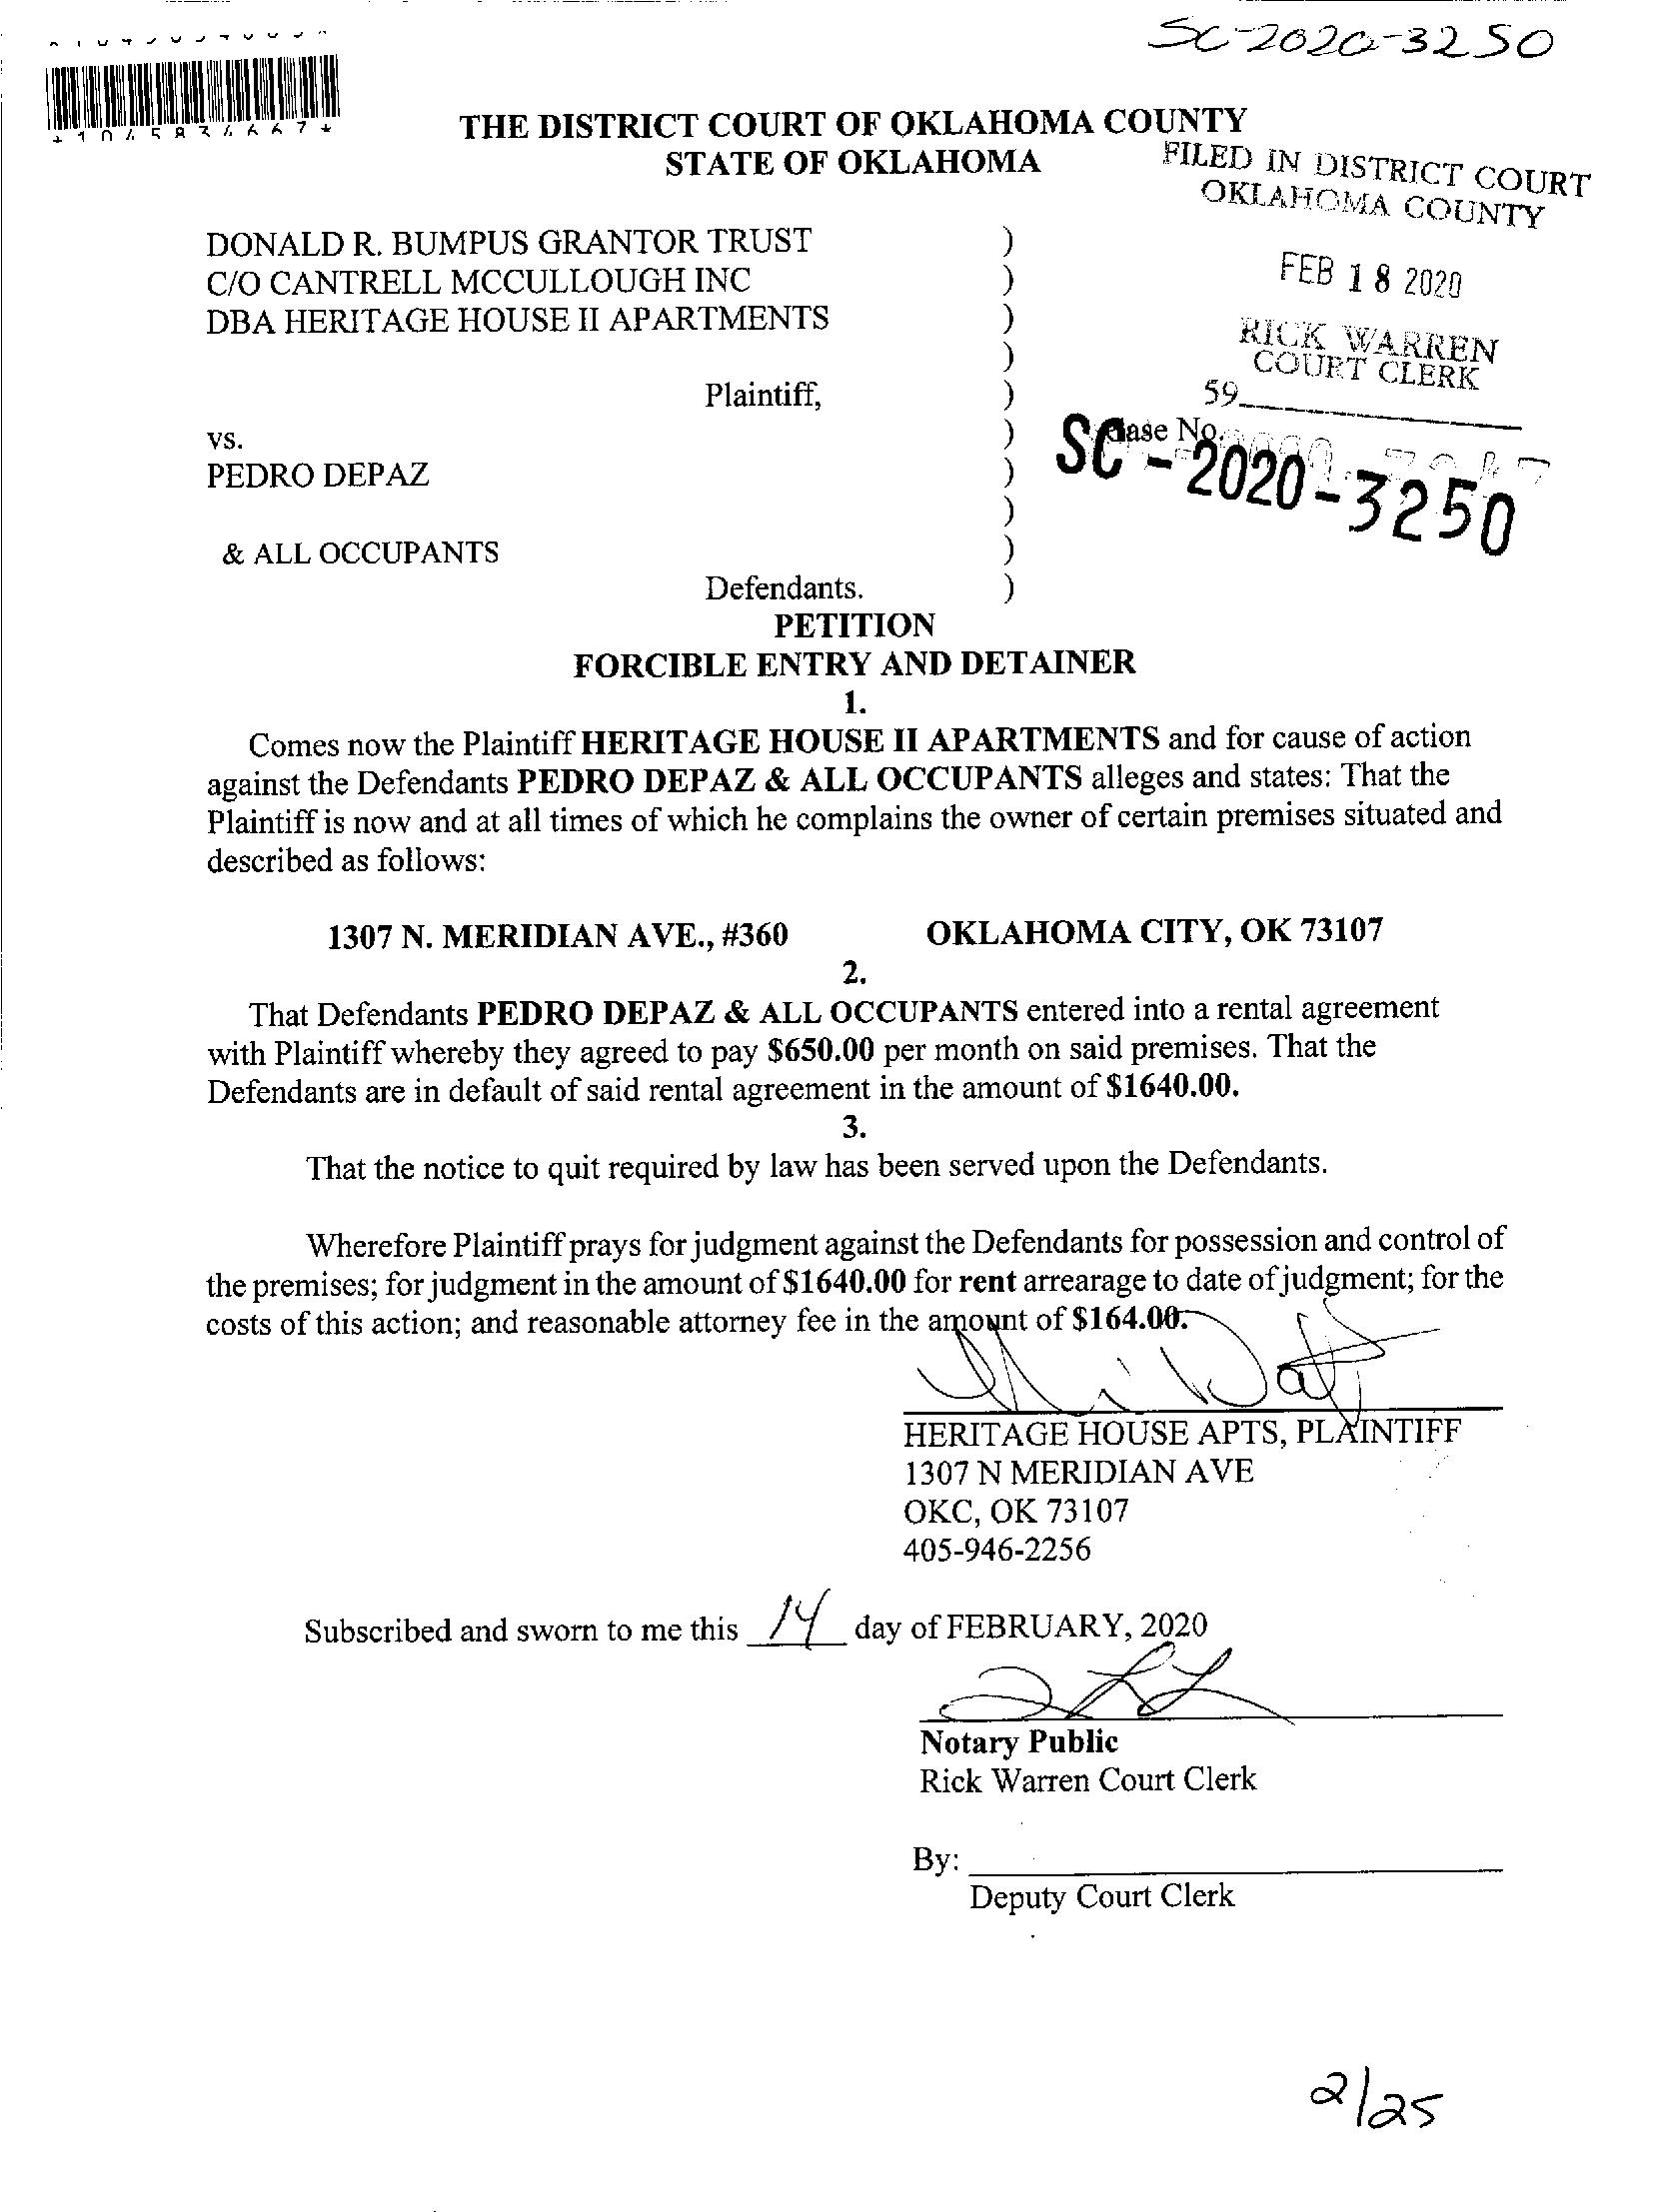 SC-2020-3250
THE DISTRICT COURT OF OKLAHOMA COUNTY
STATE OF OKLAHOMA
FILED IN DISTRICT COURT
OKLAHOMA COUNTY
FEB 18 2020
RICK WARREN
COURT CLERK
59
DONALD R. BUMPUS GRANTOR TRUST )
C/O CANTRELL MCCULLOUGH INC )
DBA HERITAGE HOUSE II APARTMENTS )
)
Plaintiff, )
vs. ) Case No.
SC-2020-3250
PEDRO DEPAZ )
)
& ALL OCCUPANTS )
Defendants. )
PETITION
FORCIBLE ENTRY AND DETAINER
1.
Comes now the Plaintiff HERITAGE HOUSE II APARTMENTS and for cause of action
against the Defendants PEDRO DEPAZ & ALL OCCUPANTS alleges and states: That the
Plaintiff is now and at all times of which he complains the owner of certain premises situated and
described as follows:
1307 N. MERIDIAN AVE., #360 OKLAHOMA CITY, OK 73107
2.
That Defendants PEDRO DEPAZ & ALL OCCUPANTS entered into a rental agreement
with Plaintiff whereby they agreed to pay $650.00 per month on said premises. That the
Defendants are in default of said rental agreement in the amount of $1640.00.
3.
That the notice to quit required by law has been served upon the Defendants.
Wherefore Plaintiff prays for judgment against the Defendants for possession and control of
the premises; for judgment in the amount of $1640.00 for rent arrearage to date of judgment; for the
costs of this action; and reasonable attorney fee in the amount of $164.00.
HERITAGE HOUSE APTS, PLAINTIFF
1307 N MERIDIAN AVE
OKC, OK 73107
405-946-2256
Subscribed and sworn to me this 14 day of FEBRUARY, 2020
Notary Public
Rick Warren Court Clerk
By:
Deputy Court Clerk
2/25